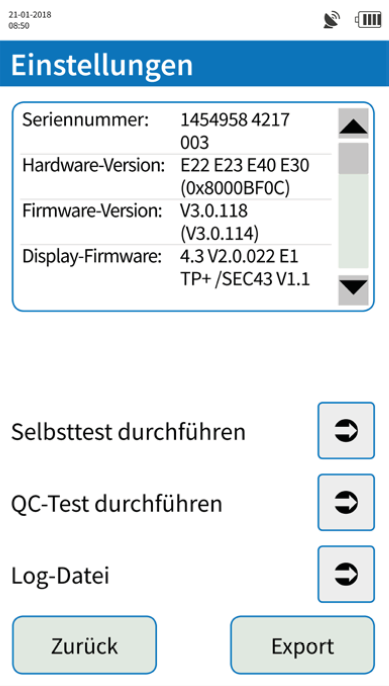 21-01-2018
08:50
Einstellungen
Seriennummer: 1454958 4217
003
Hardware-Version: E22 E23 E40 E30
(0x8000BF0C)
Firmware-Version: V3.0.118
(V3.0.114)
Display-Firmware: 4.3 V2.0.022 E1
TP+ /SEC43 V1.1
Selbsttest durchführen
QC-Test durchführen
Log-Datei
Zurück Export